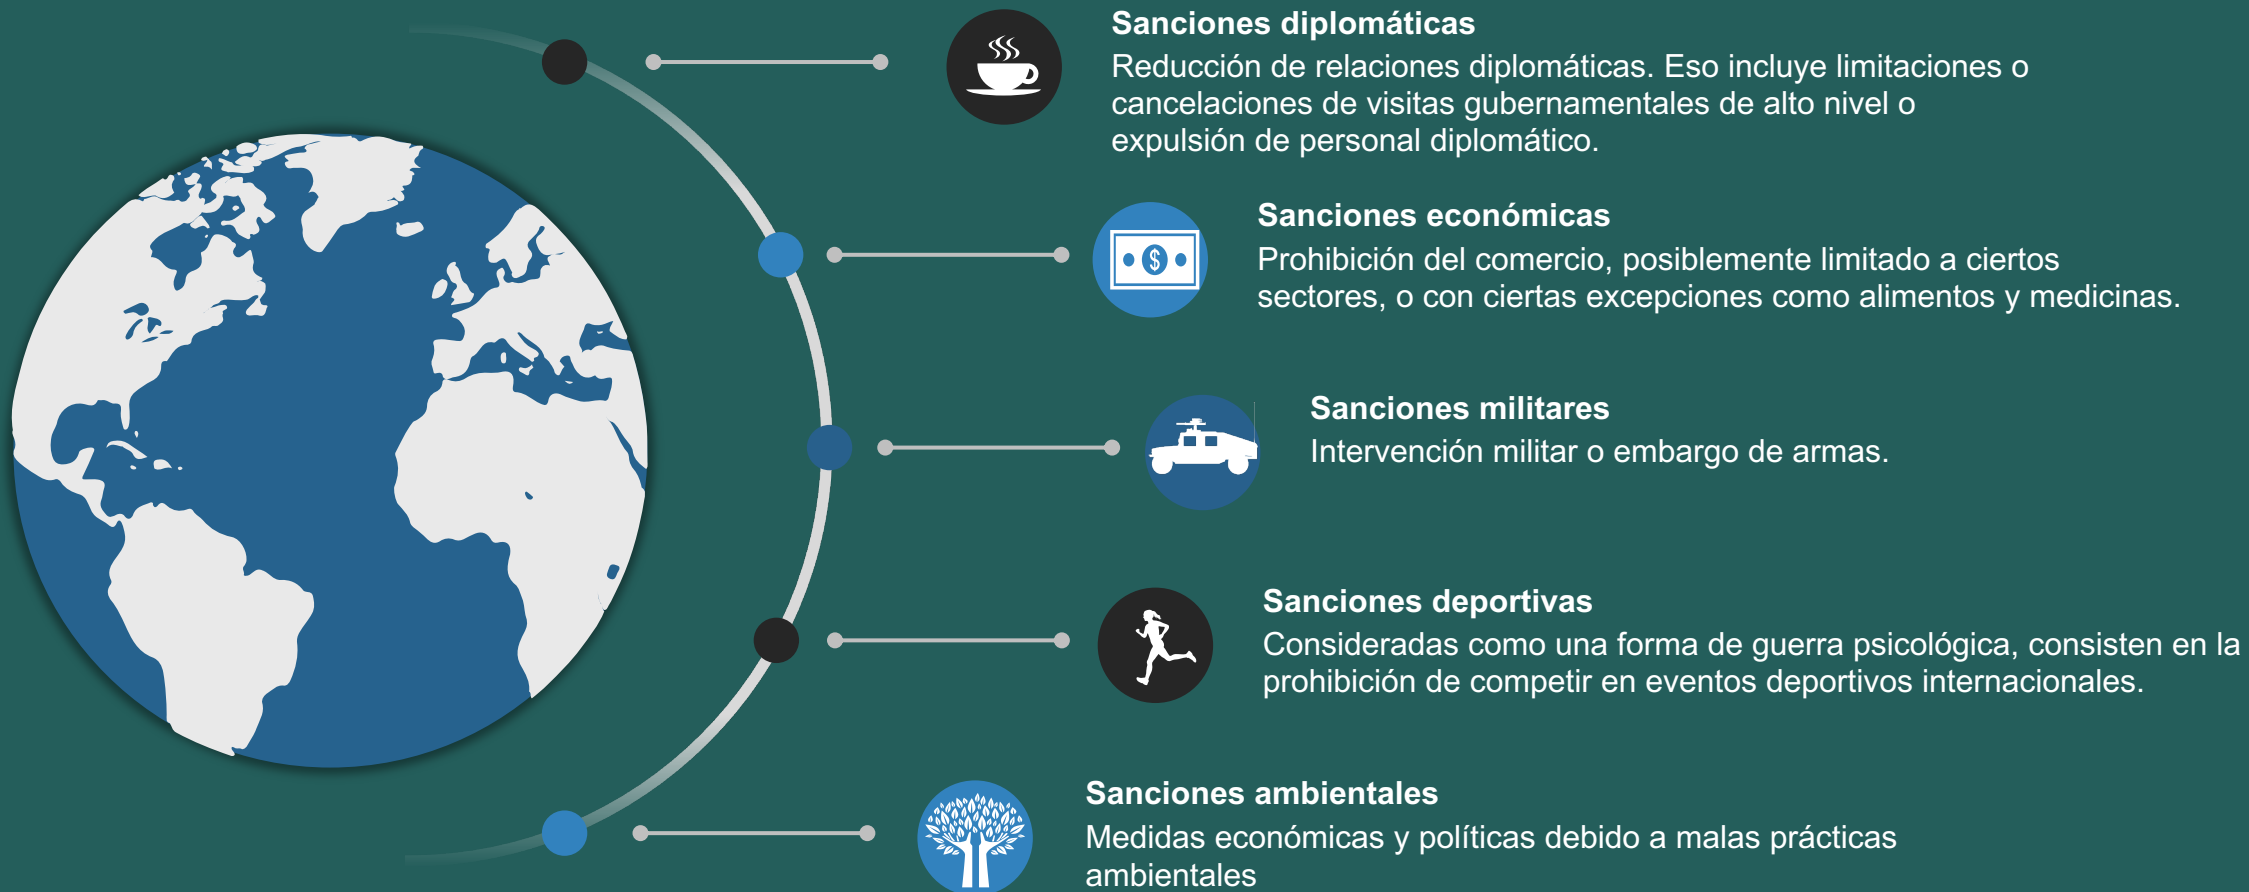 Sanciones diplomáticas
Reducción de relaciones diplomáticas. Eso incluye limitaciones o
cancelaciones de visitas gubernamentales de alto nivel o
expulsión de personal diplomático.
Sanciones económicas
$
Prohibición del comercio, posiblemente limitado a ciertos
sectores, o con ciertas excepciones como alimentos y medicinas.
Sanciones militares
Intervención militar o embargo de armas.
Sanciones deportivas
Consideradas como una forma de guerra psicológica, consisten en la
prohibición de competir en eventos deportivos internacionales.
Sanciones ambientales
Medidas económicas y políticas debido a malas prácticas
ambientales